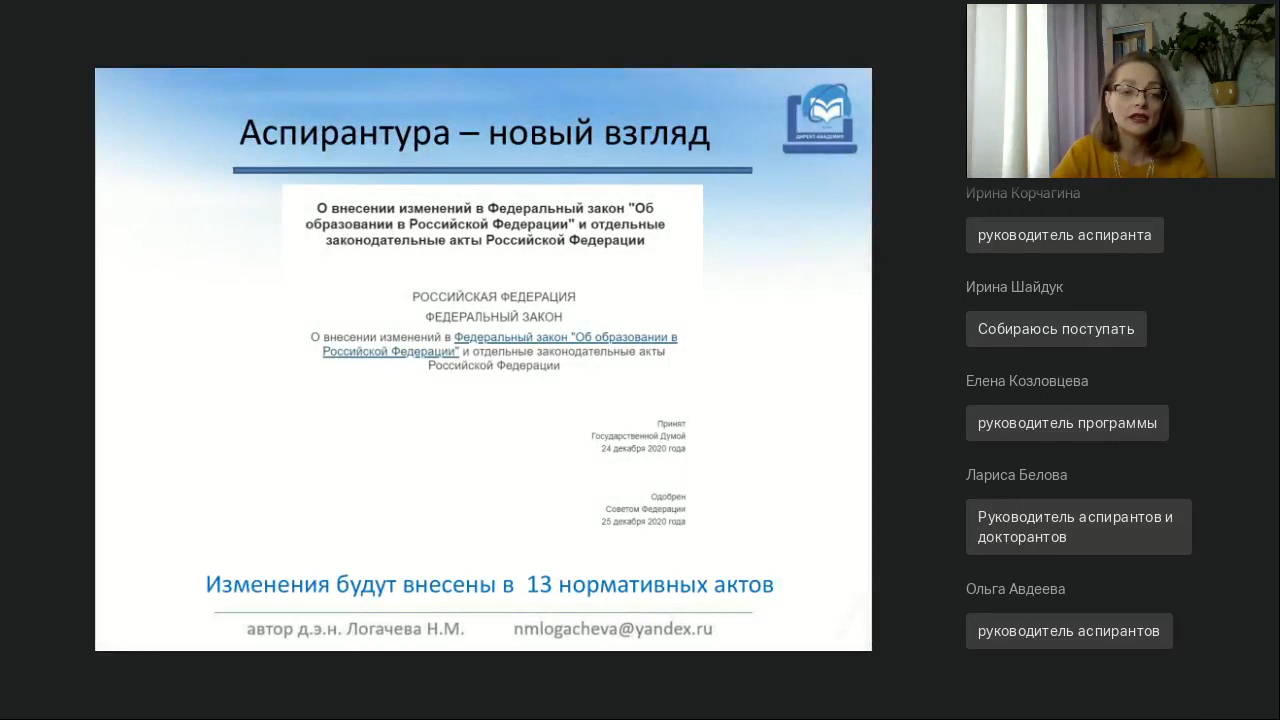 Аспирантура – новый взгляд
ДИРЕКТ-АКАДЕМИЯ
О внесении изменений в Федеральный закон "Об
образовании в Российской Федерации" и отдельные
законодательные акты Российской Федерации
РОССИЙСКАЯ ФЕДЕРАЦИЯ
ФЕДЕРАЛЬНЫЙ ЗАКОН
О внесении изменений в Федеральный закон "Об образовании в
Российской Федерации" и отдельные законодательные акты
Российской Федерации
Принят
Государственной Думой
24 декабря 2020 года
Одобрен
Советом Федерации
25 декабря 2020 года
Изменения будут внесены в 13 нормативных актов
автор д.э.н. Логачева Н.М. nmlogacheva@yandex.ru
Ирина Корчагина
руководитель аспиранта
Ирина Шайдук
Собираюсь поступать
Елена Козловцева
руководитель программы
Лариса Белова
Руководитель аспирантов и
докторантов
Ольга Авдеева
руководитель аспирантов